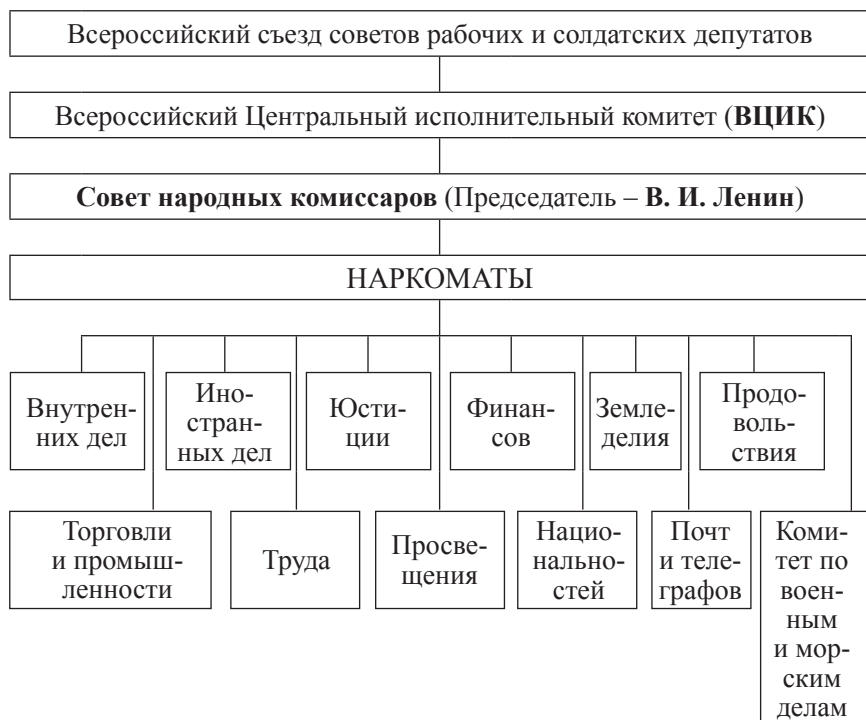 Всероссийский съезд советов рабочих и солдатских депутатов
Всероссийский Центральный исполнительный комитет (ВЦИК)
Совет народных комиссаров (Председатель – В. И. Ленин)
НАРКОМАТЫ
Внутрен-
них дел
Ино-
стран-
ных дел
Юсти-
ции
Финан-
сов
Земле-
делия
Продо-
воль-
ствия
Торговли
и промыш-
ленности
Труда
Просве-
щения
Нацио-
нально-
стей
Почт
и теле-
графов
Коми-
тет по
воен-
ным
и мор-
ским
делам